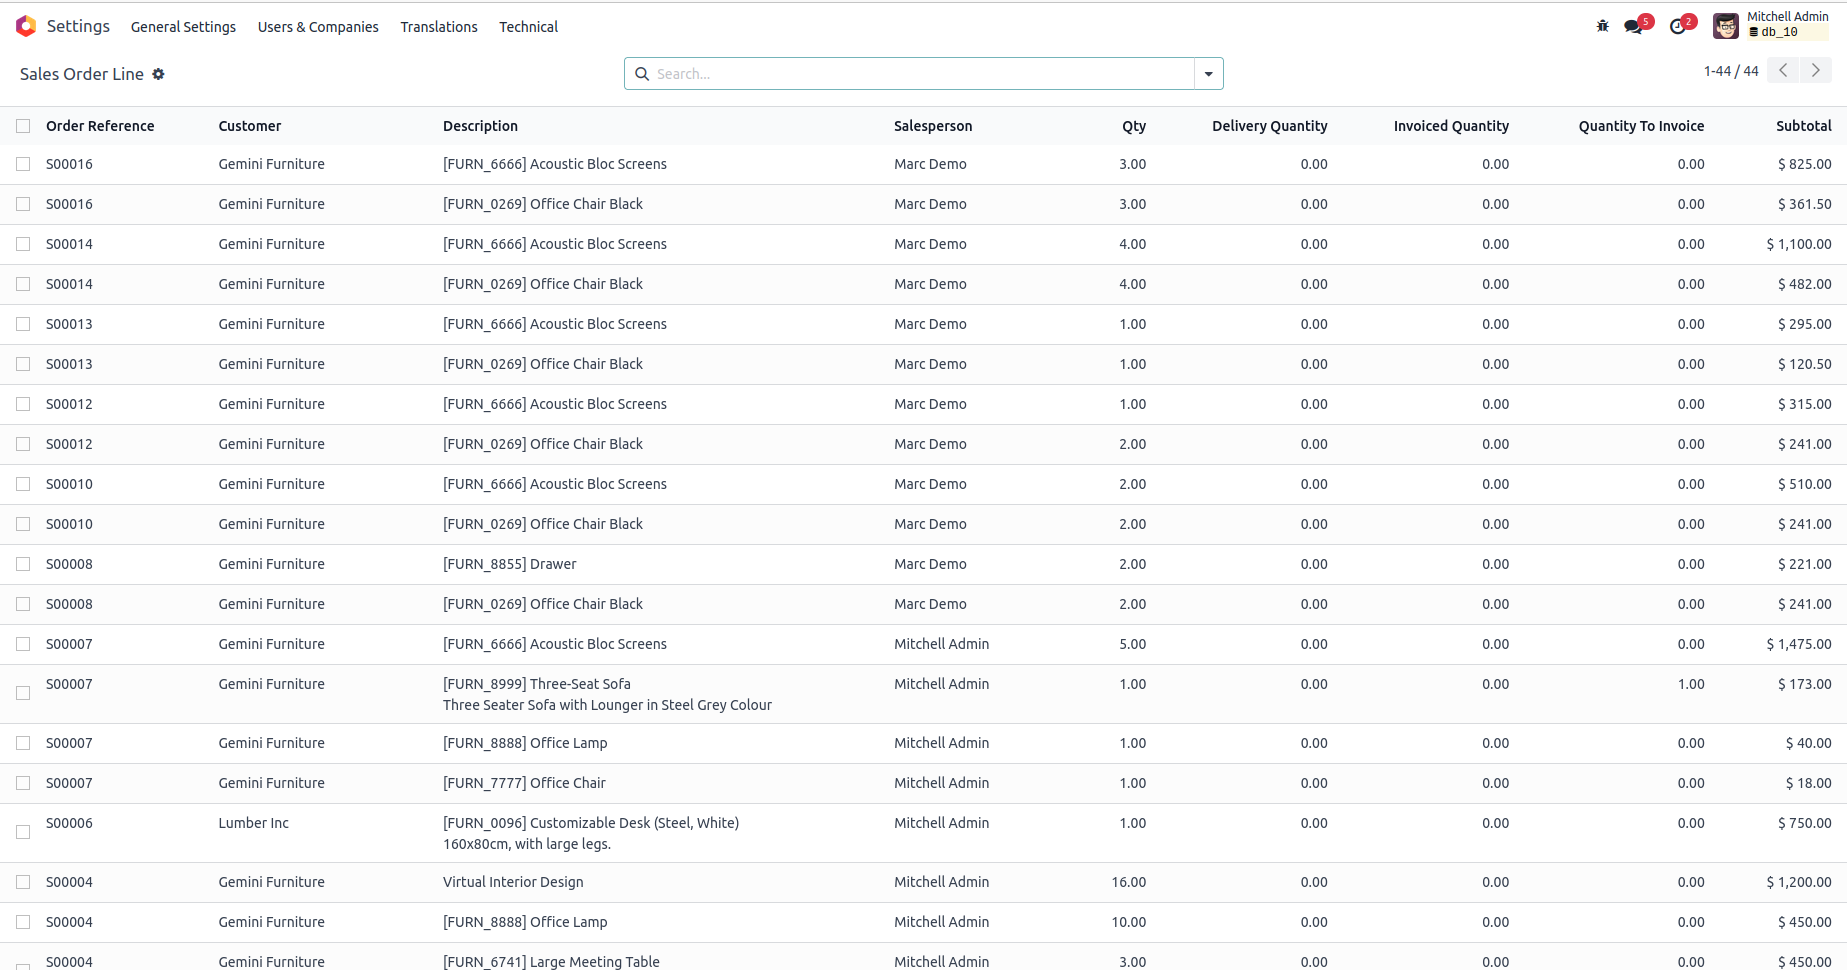 Settings General Settings Users & Companies Translations Technical 5 2 Mitchell Admin
db_10
Sales Order Line Search... 1-44 / 44
Order Reference Customer Description Salesperson Qty Delivery Quantity Invoiced Quantity Quantity To Invoice Subtotal
S00016 Gemini Furniture [FURN_6666] Acoustic Bloc Screens Marc Demo 3.00 0.00 0.00 0.00 $ 825.00
S00016 Gemini Furniture [FURN_0269] Office Chair Black Marc Demo 3.00 0.00 0.00 0.00 $ 361.50
S00014 Gemini Furniture [FURN_6666] Acoustic Bloc Screens Marc Demo 4.00 0.00 0.00 0.00 $ 1,100.00
S00014 Gemini Furniture [FURN_0269] Office Chair Black Marc Demo 4.00 0.00 0.00 0.00 $ 482.00
S00013 Gemini Furniture [FURN_6666] Acoustic Bloc Screens Marc Demo 1.00 0.00 0.00 0.00 $ 295.00
S00013 Gemini Furniture [FURN_0269] Office Chair Black Marc Demo 1.00 0.00 0.00 0.00 $ 120.50
S00012 Gemini Furniture [FURN_6666] Acoustic Bloc Screens Marc Demo 1.00 0.00 0.00 0.00 $ 315.00
S00012 Gemini Furniture [FURN_0269] Office Chair Black Marc Demo 2.00 0.00 0.00 0.00 $ 241.00
S00010 Gemini Furniture [FURN_6666] Acoustic Bloc Screens Marc Demo 2.00 0.00 0.00 0.00 $ 510.00
S00010 Gemini Furniture [FURN_0269] Office Chair Black Marc Demo 2.00 0.00 0.00 0.00 $ 241.00
S00008 Gemini Furniture [FURN_8855] Drawer Marc Demo 2.00 0.00 0.00 0.00 $ 221.00
S00008 Gemini Furniture [FURN_0269] Office Chair Black Marc Demo 2.00 0.00 0.00 0.00 $ 241.00
S00007 Gemini Furniture [FURN_6666] Acoustic Bloc Screens Mitchell Admin 5.00 0.00 0.00 0.00 $ 1,475.00
S00007 Gemini Furniture [FURN_8999] Three-Seat Sofa Mitchell Admin 1.00 0.00 0.00 1.00 $ 173.00
Three Seater Sofa with Lounger in Steel Grey Colour
S00007 Gemini Furniture [FURN_8888] Office Lamp Mitchell Admin 1.00 0.00 0.00 0.00 $ 40.00
S00007 Gemini Furniture [FURN_7777] Office Chair Mitchell Admin 1.00 0.00 0.00 0.00 $ 18.00
S00006 Lumber Inc [FURN_0096] Customizable Desk (Steel, White) Mitchell Admin 1.00 0.00 0.00 0.00 $ 750.00
160x80cm, with large legs.
S00004 Gemini Furniture Virtual Interior Design Mitchell Admin 16.00 0.00 0.00 0.00 $ 1,200.00
S00004 Gemini Furniture [FURN_8888] Office Lamp Mitchell Admin 10.00 0.00 0.00 0.00 $ 450.00
S00004 Gemini Furniture [FURN_6741] Large Meeting Table Mitchell Admin 3.00 0.00 0.00 0.00 $ 450.00